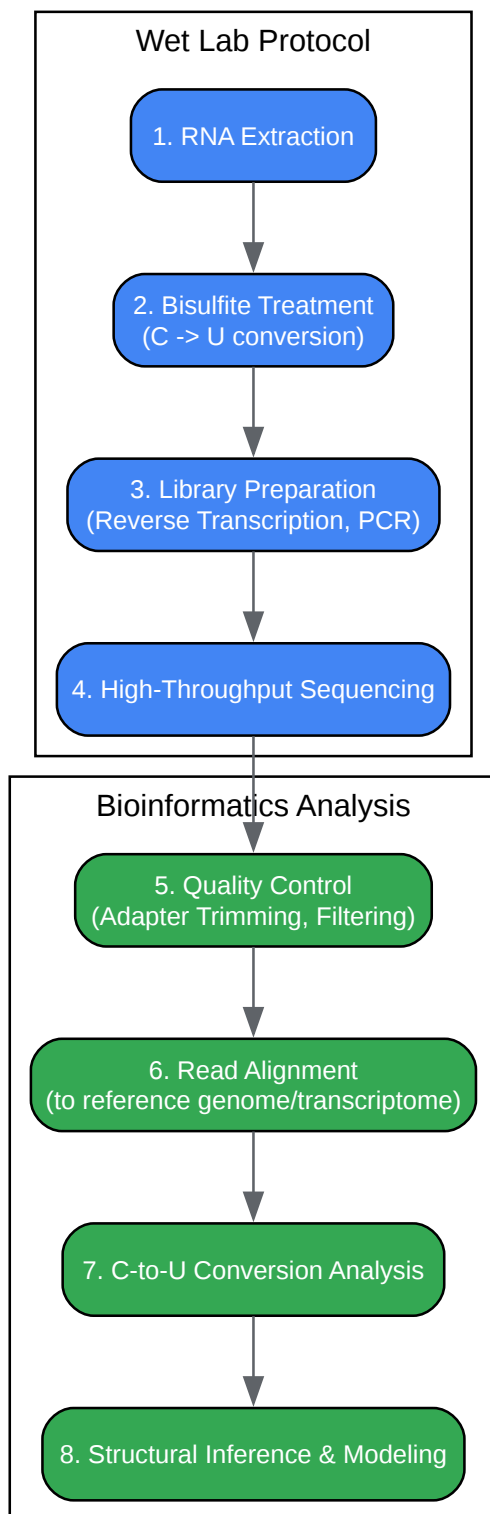 Wet Lab Protocol
1. RNA Extraction
2. Bisulfite Treatment
(C -> U conversion)
3. Library Preparation
(Reverse Transcription, PCR)
4. High-Throughput Sequencing
Bioinformatics Analysis
5. Quality Control
(Adapter Trimming, Filtering)
6. Read Alignment
(to reference genome/transcriptome)
7. C-to-U Conversion Analysis
8. Structural Inference & Modeling